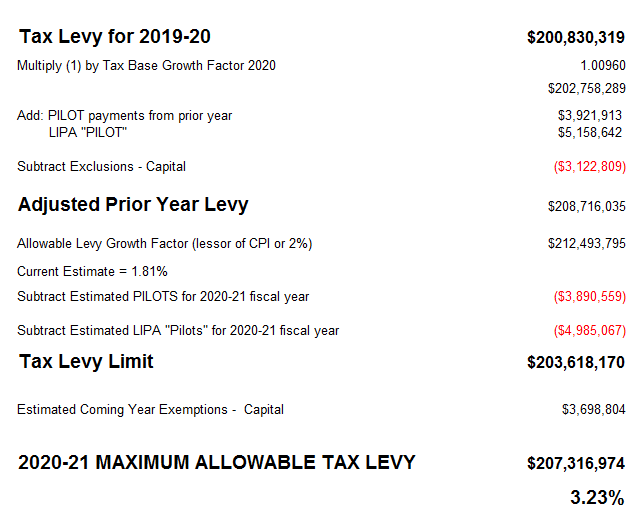 Tax Levy for 2019-20 $200,830,319
Multiply (1) by Tax Base Growth Factor 2020 1.00960
$202,758,289
Add: PILOT payments from prior year $3,921,913
LIPA "PILOT" $5,158,642
Subtract Exclusions - Capital ($3,122,809)
Adjusted Prior Year Levy $208,716,035
Allowable Levy Growth Factor (lessor of CPI or 2%) $212,493,795
Current Estimate = 1.81%
Subtract Estimated PILOTS for 2020-21 fiscal year ($3,890,559)
Subtract Estimated LIPA "Pilots" for 2020-21 fiscal year ($4,985,067)
Tax Levy Limit $203,618,170
Estimated Coming Year Exemptions - Capital $3,698,804
2020-21 MAXIMUM ALLOWABLE TAX LEVY $207,316,974
3.23%